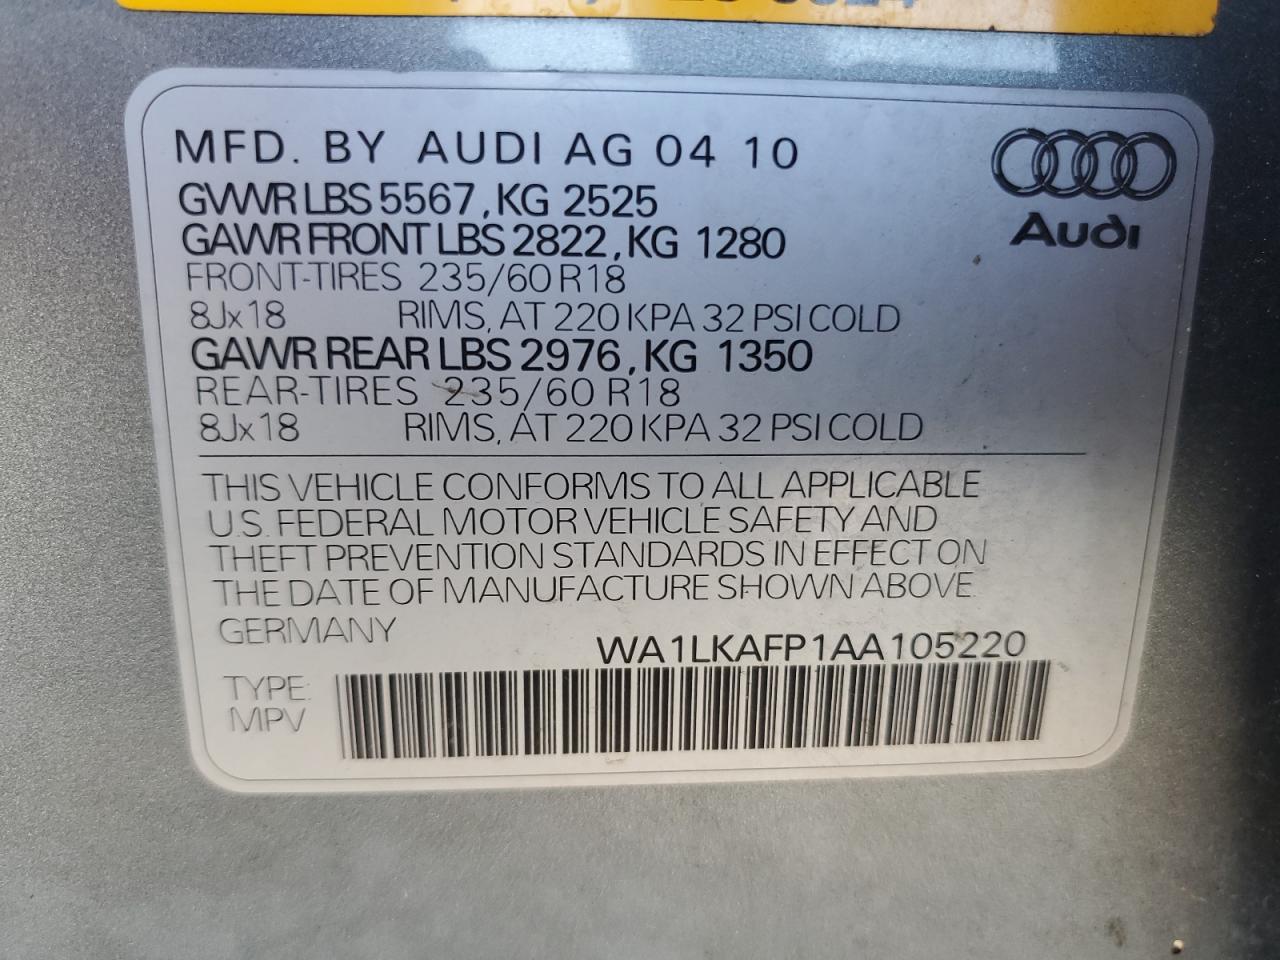 MFD. BY AUDI AG 04 10
GVWR LBS 5567, KG 2525
GAWR FRONT LBS 2822, KG 1280
FRONT-TIRES 235/60 R18
8Jx18 RIMS, AT 220 KPA 32 PSI COLD
GAWR REAR LBS 2976, KG 1350
REAR-TIRES 235/60 R18
8Jx18 RIMS, AT 220 KPA 32 PSI COLD
Audi
THIS VEHICLE CONFORMS TO ALL APPLICABLE
U.S. FEDERAL MOTOR VEHICLE SAFETY AND
THEFT PREVENTION STANDARDS IN EFFECT ON
THE DATE OF MANUFACTURE SHOWN ABOVE.
GERMANY
WA1LKAFP1AA105220
TYPE:
MPV